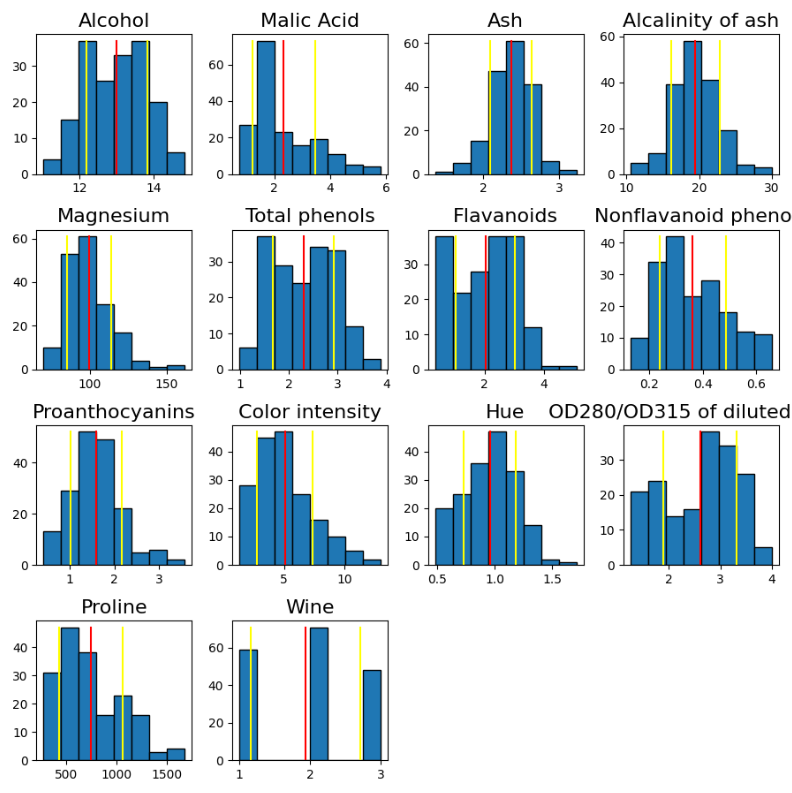 Alcohol Malic Acid Ash Alcalinity of ash
30 20 10 0 12 14
60 40 20 0 2 4 6
60 40 20 0 2 3
60 40 20 0 10 20 30
Magnesium Total phenols Flavanoids Nonflavanoid pheno
60 40 20 0 100 150
30 20 10 0 1 2 3 4
30 20 10 0 2 4
40 30 20 10 0 0.2 0.4 0.6
Proanthocyanins Color intensity Hue OD280/OD315 of diluted
40 20 0 1 2 3
40 30 20 10 0 5 10
40 30 20 10 0 0.5 1.0 1.5
30 20 10 0 2 3 4
Proline Wine
40 30 20 10 0 500 1000 1500
60 40 20 0 1 2 3